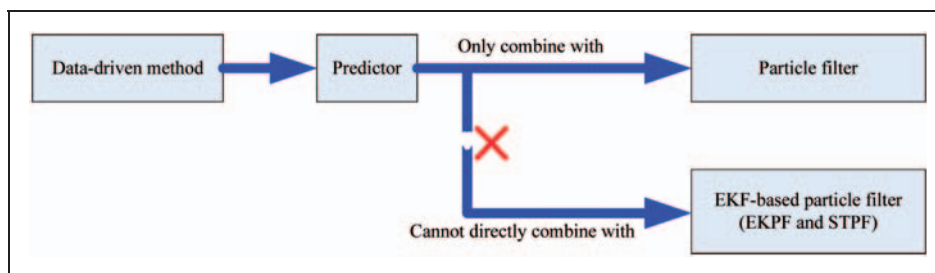 Only combine with
Data-driven method
Predictor
Particle filter
EKF-based particle filter
(EKPF and STPF)
Cannot directly combine with